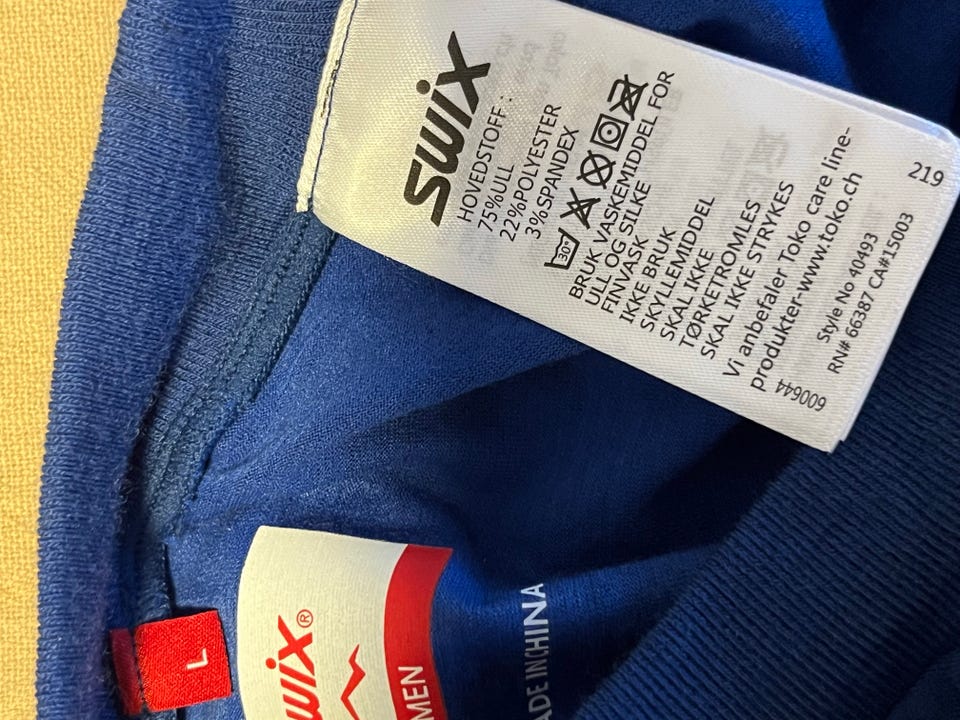 swix
HOVEDSTOFF :
75%ULL
22%POLYESTER
3%SPANDEX
30°
BRUK VASKEMIDDEL FOR
ULL OG SILKE
FINVASK
IKKE BRUK
SKYLLEMIDDEL
SKAL IKKE
TØRKETROMLES
SKAL IKKE STRYKES
Vi anbefaler Toko care line-
produkter-www.toko.ch
Style No 40493
RN# 66387 CA#15003
219
600644
L
swix®
MEN
ADE IN CHINA